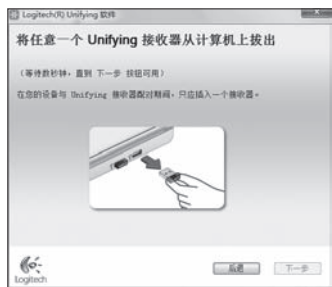 Logitech(R) Unifying 软件
将任意一个 Unifying 接收器从计算机上拔出
(等待数秒钟，直到 下一步 按钮可用)
在您的设备与 Unifying 接收器配对期间，只应插入一个接收器。
Logitech
后退
下一步